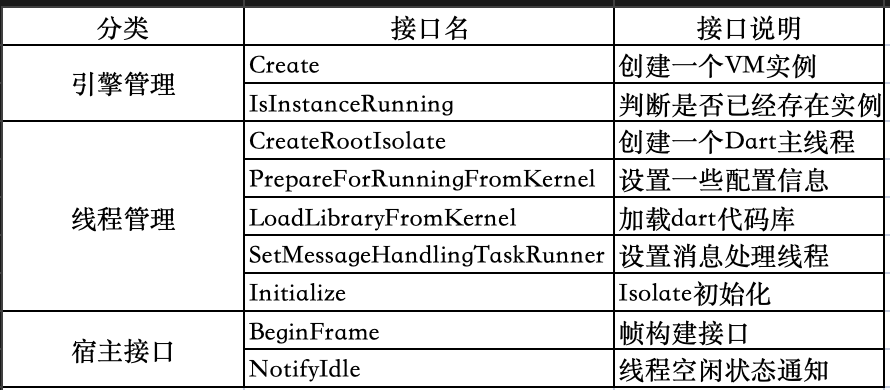 分类 接口名 接口说明
引擎管理 Create 创建一个VM实例
IsInstanceRunning 判断是否已经存在实例
线程管理 CreateRootIsolate 创建一个Dart主线程
PrepareForRunningFromKernel 设置一些配置信息
LoadLibraryFromKernel 加载dart代码库
SetMessageHandlingTaskRunner 设置消息处理线程
Initialize Isolate初始化
宿主接口 BeginFrame 帧构建接口
NotifyIdle 线程空闲状态通知